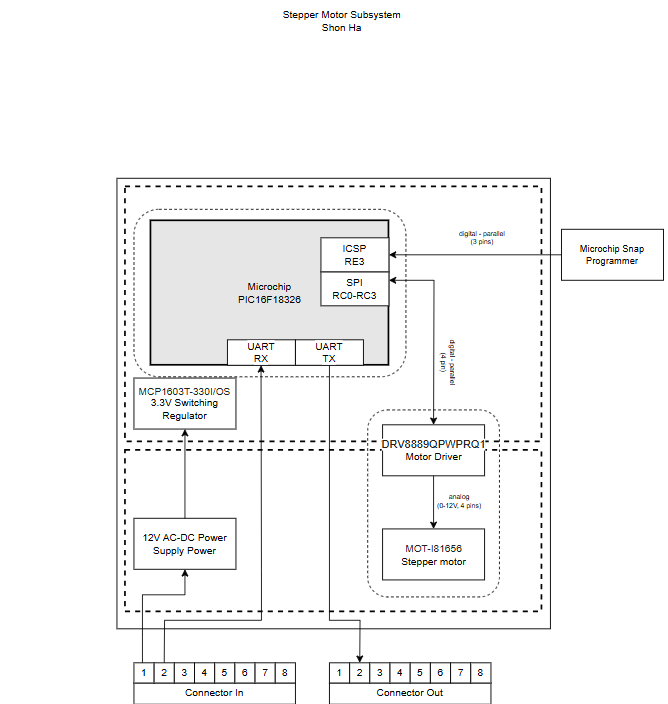 Stepper Motor Subsystem
Shon Ha
digital - parallel
(3 pins)
Microchip Snap
Programmer
ICSP
RE3
SPI
RC0-RC3
Microchip
PIC16F18326
UART
RX
UART
TX
digital - parallel
(4 pin)
MCP1603T-330I/OS
3.3V Switching
Regulator
DRV8889QPWPRQ1
Motor Driver
analog
(0-12V, 4 pins)
12V AC-DC Power
Supply Power
MOT-I81656
Stepper motor
1 2 3 4 5 6 7 8
Connector In
1 2 3 4 5 6 7 8
Connector Out